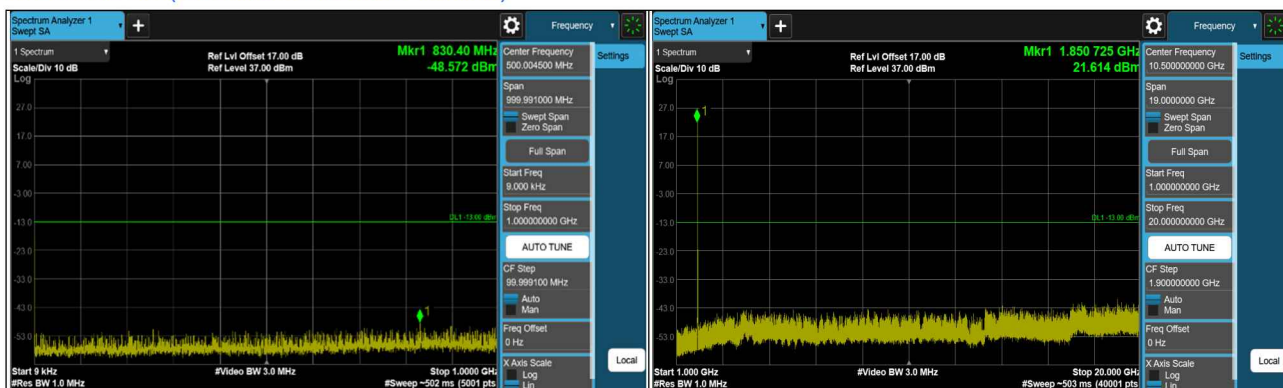 Spectrum Analyzer 1
Swept SA
+
Frequency
1 Spectrum
Scale/Div 10 dB
Log
Ref Lvl Offset 17.00 dB
Ref Level 37.00 dBm
Mkr1 830.40 MHz
-48.572 dBm
27.0
17.0
7.00
-3.00
-13.0
-23.0
-33.0
-43.0
-53.0
DL1 -13.00 dBm
1
Start 9 kHz
#Res BW 1.0 MHz
#Video BW 3.0 MHz
Stop 1.0000 GHz
#Sweep ~502 ms (5001 pts
Center Frequency
500.004500 MHz
Settings
Span
999.991000 MHz
Swept Span
Zero Span
Full Span
Start Freq
9.000 kHz
Stop Freq
1.000000000 GHz
AUTO TUNE
CF Step
99.999100 MHz
Auto
Man
Freq Offset
0 Hz
X Axis Scale
Log
Lin
Local
Spectrum Analyzer 1
Swept SA
+
Frequency
1 Spectrum
Scale/Div 10 dB
Log
Ref Lvl Offset 17.00 dB
Ref Level 37.00 dBm
Mkr1 1.850 725 GHz
21.614 dBm
27.0
17.0
7.00
-3.00
-13.0
-23.0
-33.0
-43.0
-53.0
DL1 -13.00 dBm
1
Start 1.000 GHz
#Res BW 1.0 MHz
#Video BW 3.0 MHz
Stop 20.000 GHz
#Sweep ~503 ms (40001 pts
Center Frequency
10.500000000 GHz
Settings
Span
19.0000000 GHz
Swept Span
Zero Span
Full Span
Start Freq
1.000000000 GHz
Stop Freq
20.000000000 GHz
AUTO TUNE
CF Step
1.900000000 GHz
Auto
Man
Freq Offset
0 Hz
X Axis Scale
Log
Lin
Local